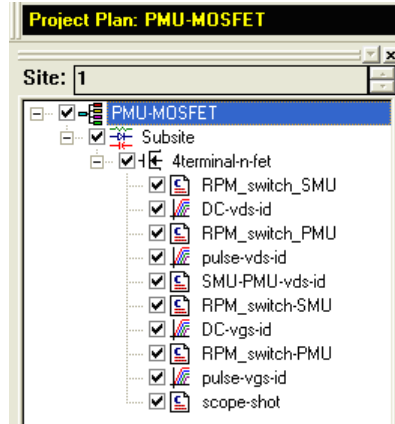 Project Plan: PMU-MOSFET
Site: 1
PMU-MOSFET
Subsite
4terminal-n-fet
RPM_switch_SMU
DC-vds-id
RPM_switch_PMU
pulse-vds-id
SMU-PMU-vds-id
RPM_switch-SMU
DC-vgs-id
RPM_switch-PMU
pulse-vgs-id
scope-shot